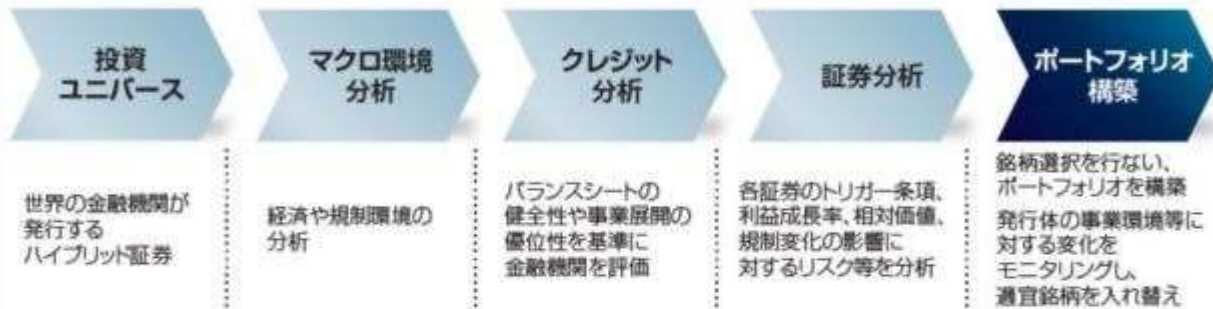 投資
ユニバース
世界の金融機関が
発行する
ハイブリッド証券
マクロ環境
分析
経済や規制環境の
分析
クレジット
分析
バランスシートの
健全性や事業展開の
優位性を基準に
金融機関を評価
証券分析
各証券のトリガー条項、
利益成長率、相対価値、
規制変化の影響に
対するリスク等を分析
ポートフォリオ
構築
銘柄選択を行ない、
ポートフォリオを構築
発行体の事業環境等に
対する変化を
モニタリングし、
適宜銘柄を入れ替え